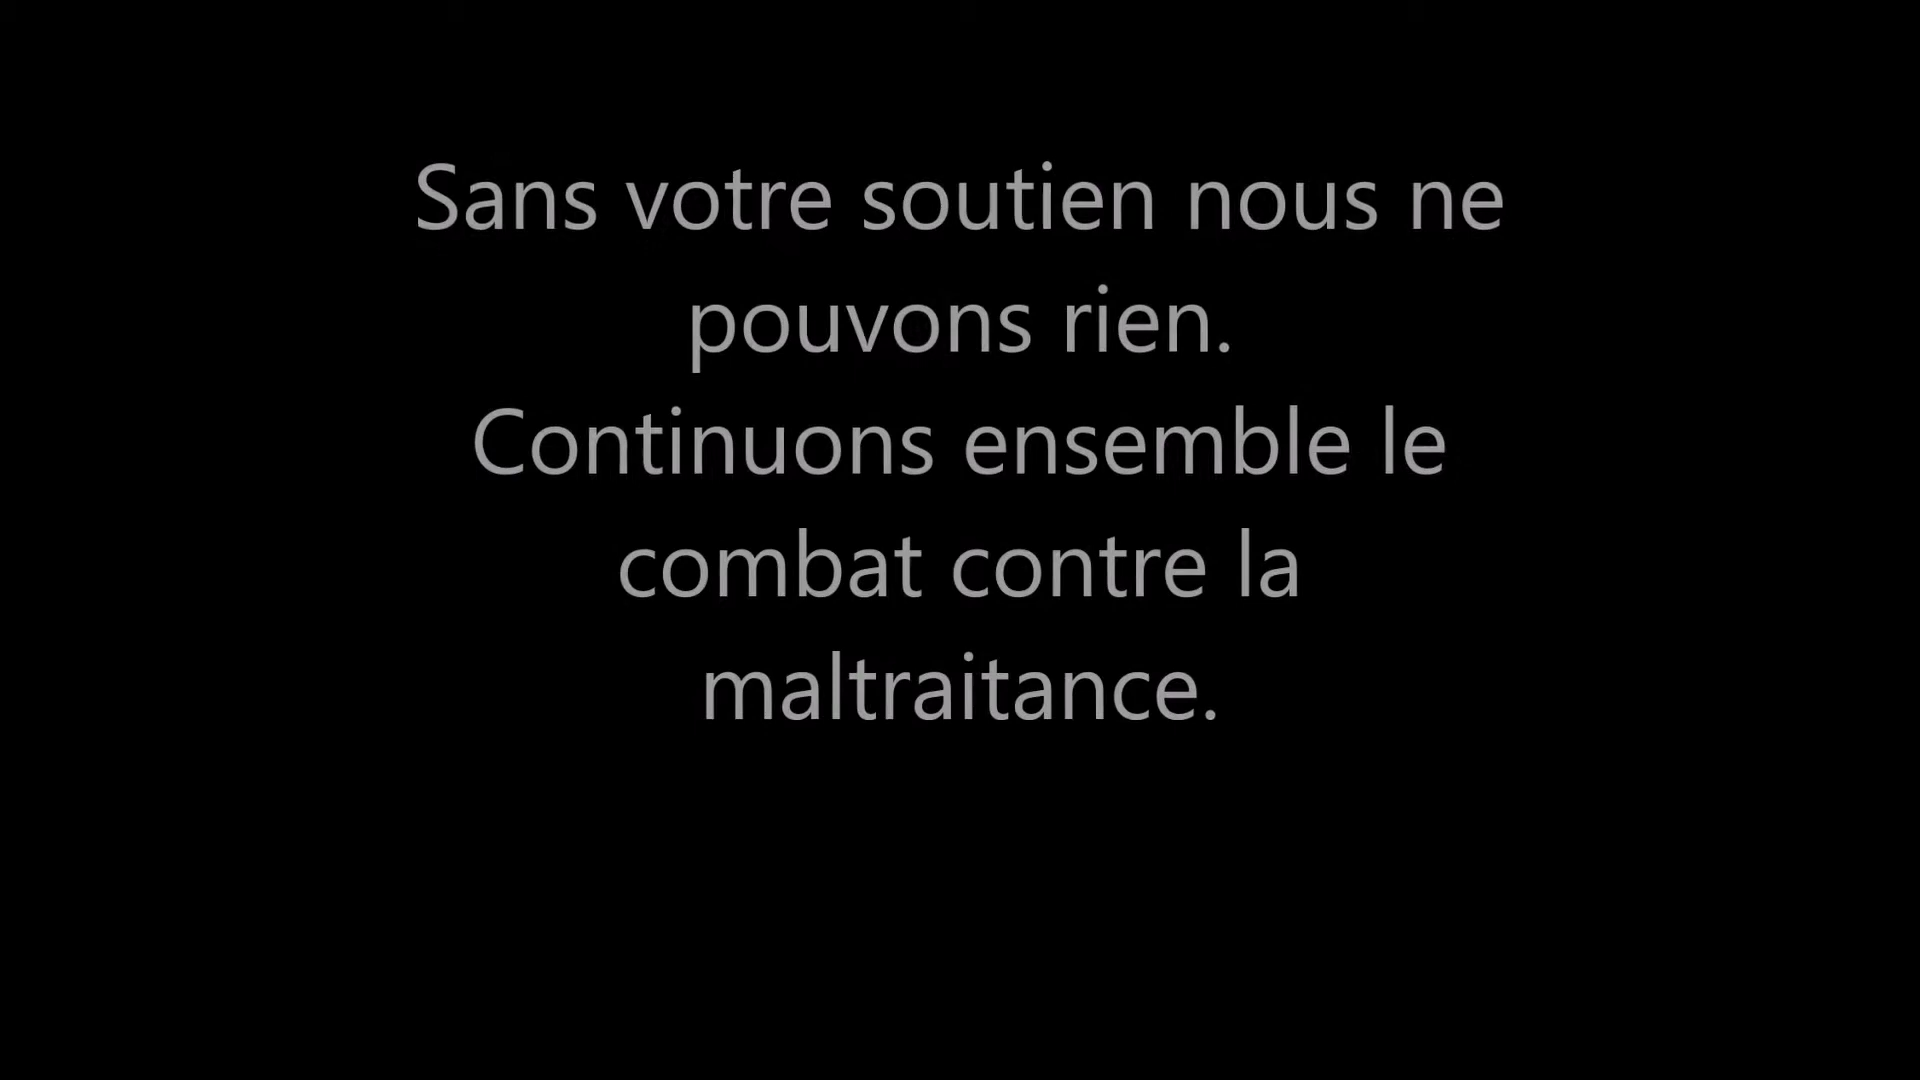 Sans votre soutien nous ne
pouvons rien.
Continuons ensemble le
combat contre la
maltraitance.